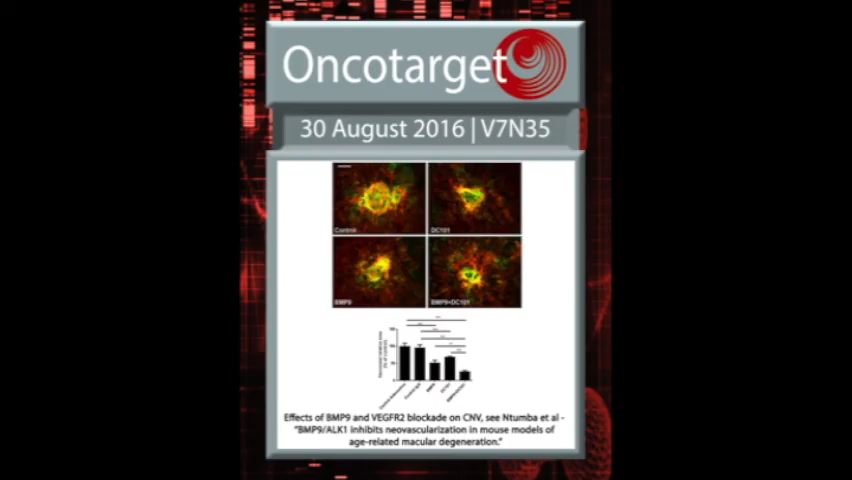 Oncotarget
30 August 2016 | V7N35
Control
DC101
BMP9
BMP9+DC101
Effects of BMP9 and VEGFR2 blockade on CNV, see Ntumba et al -
"BMP9/ALK1 inhibits neovascularization in mouse models of
age-related macular degeneration."